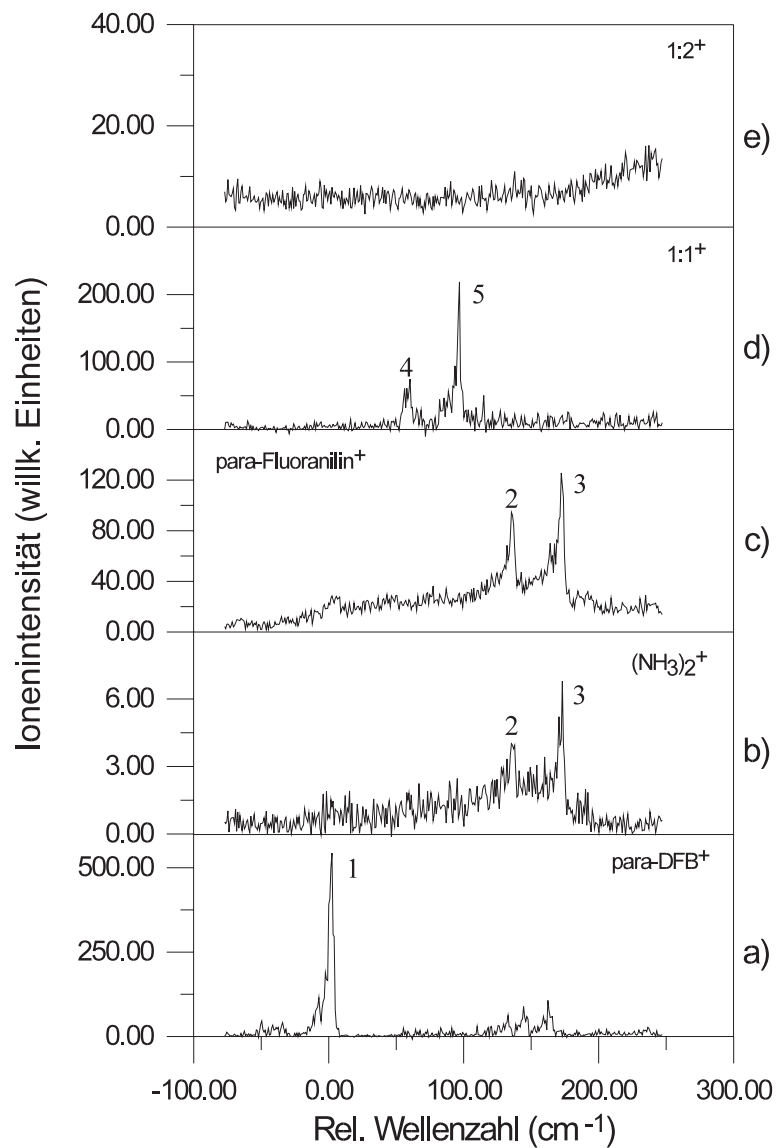 40.00
1:2⁺
20.00
e)
0.00
1:1⁺
200.00
5
100.00
4
d)
0.00
para-Fluoranilin⁺
120.00
2
3
80.00
c)
40.00
0.00
(NH₃)₂⁺
6.00
3
2
3.00
b)
0.00
para-DFB⁺
500.00
1
250.00
a)
0.00
-100.00 0.00 100.00 200.00 300.00
Rel. Wellenzahl (cm⁻¹)
Ionenintensität (willk. Einheiten)